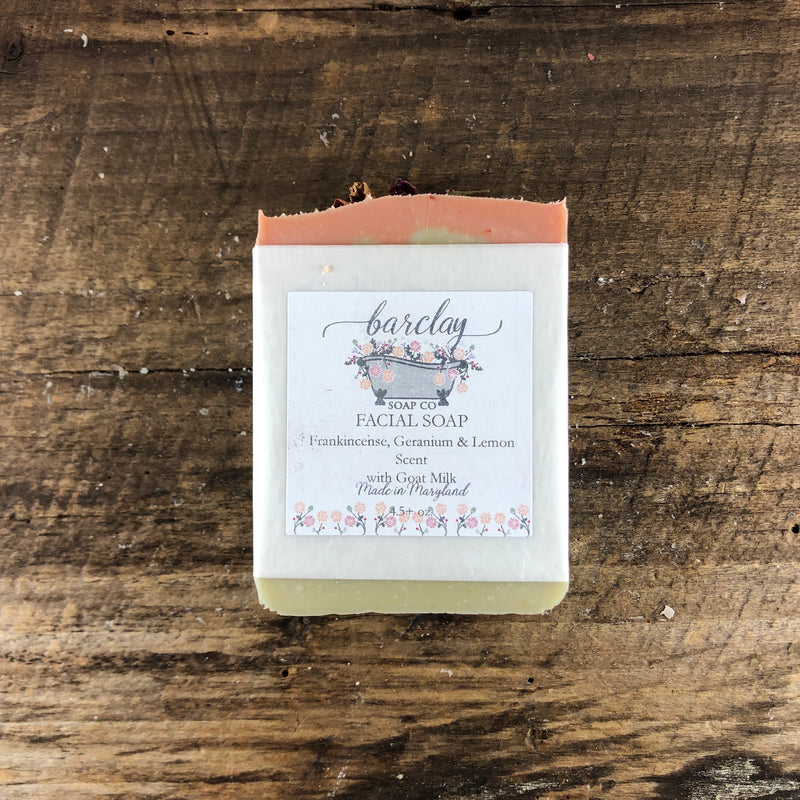 barclay
SOAP CO
FACIAL SOAP
Frankincense, Geranium & Lemon
Scent
with Goat Milk
Made in Maryland
4.5+ oz.